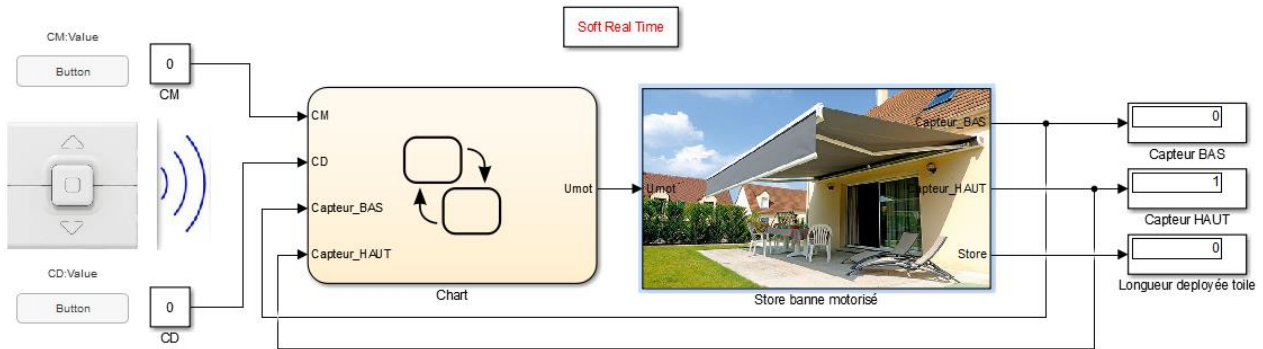 Soft Real Time
CM:Value
Button
0
CM
CM
CD
Capteur_BAS
Capteur_HAUT
Umot
Chart
Umot
Capteur_BAS
Capteur_HAUT
Store
Store banne motorisé
0
Capteur BAS
1
Capteur HAUT
0
Longueur deployée toile
CD:Value
Button
0
CD